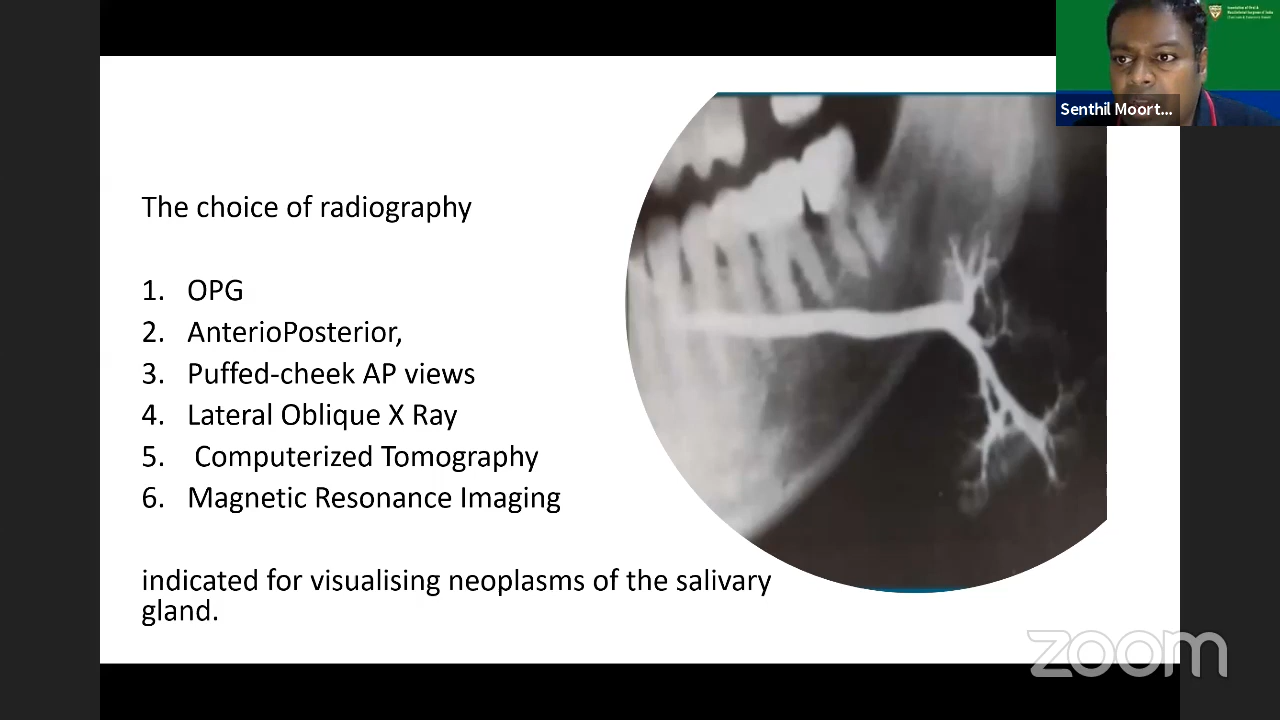 Senthil Moort...
The choice of radiography
1. OPG
2. AnterioPosterior,
3. Puffed-cheek AP views
4. Lateral Oblique X Ray
5. Computerized Tomography
6. Magnetic Resonance Imaging
indicated for visualising neoplasms of the salivary
gland.
zoom